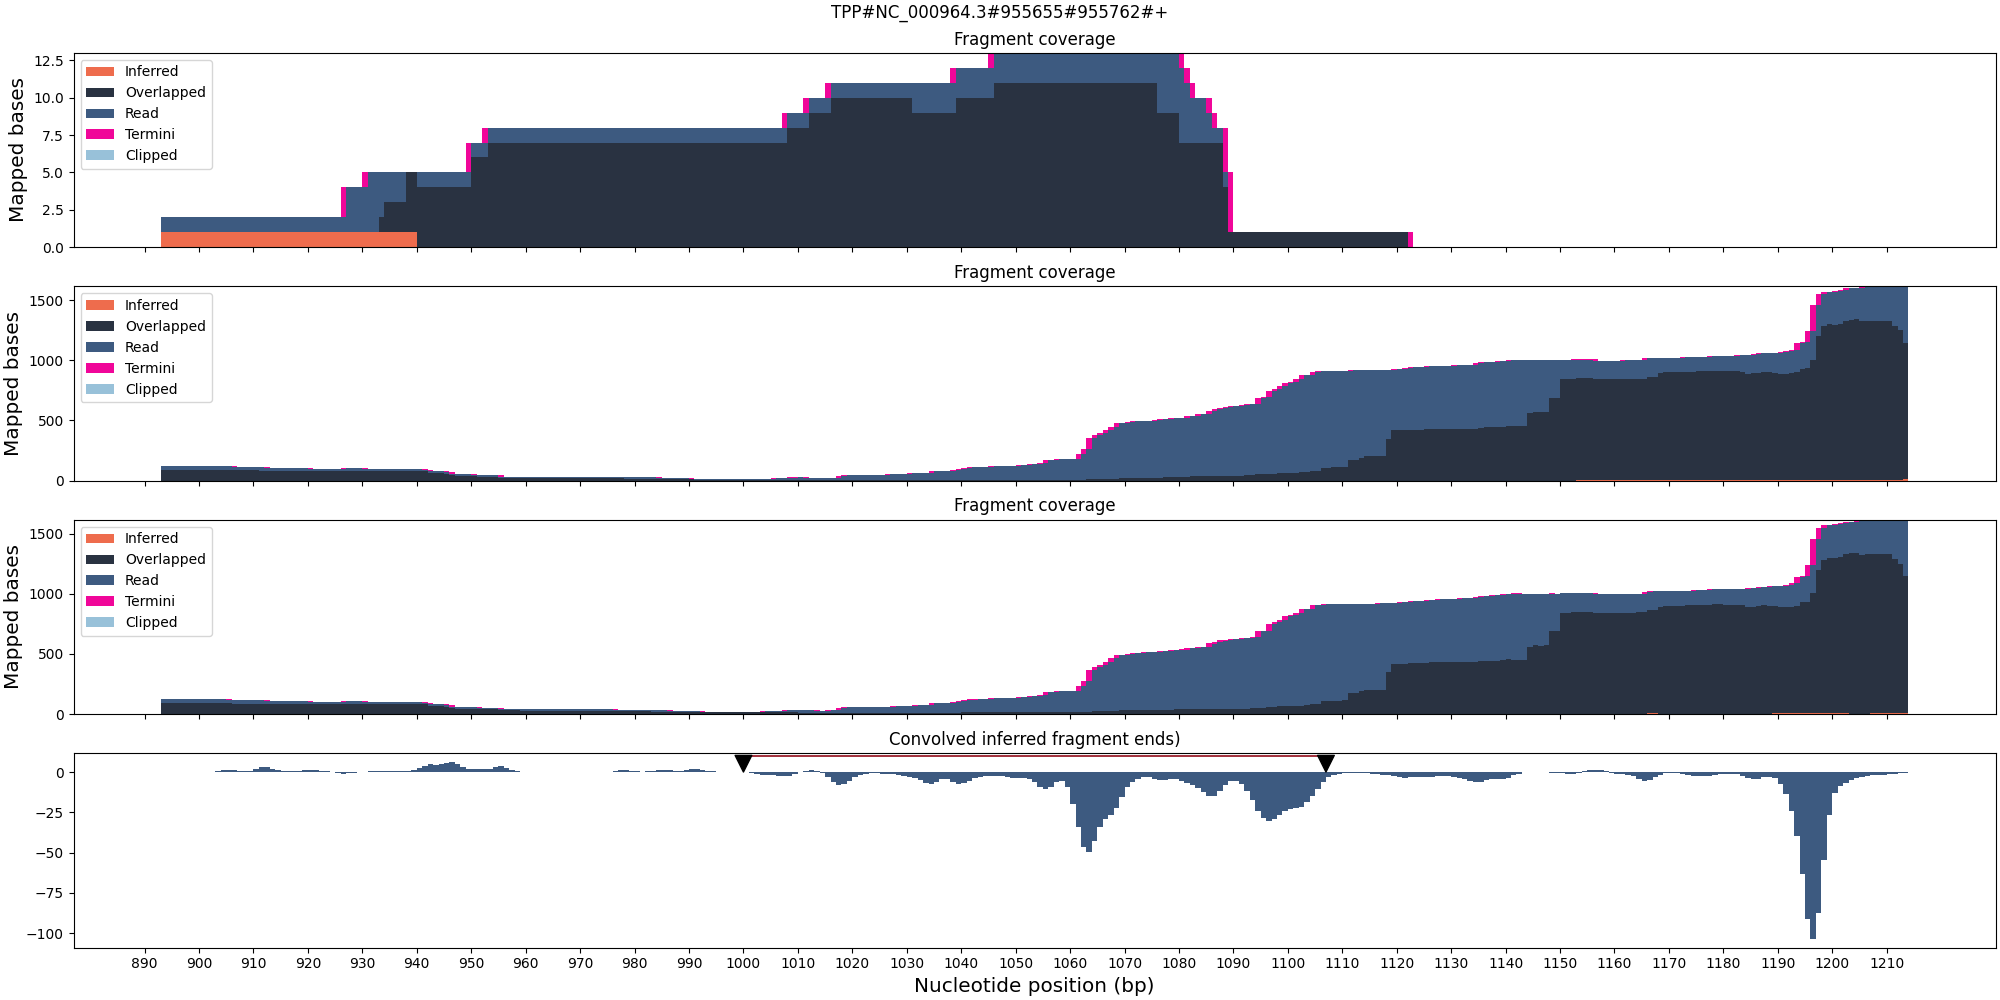 TPP#NC_000964.3#955655#955762#+
Fragment coverage
12.5
10.0
7.5
5.0
2.5
0.0
Mapped bases
Inferred
Overlapped
Read
Termini
Clipped
Fragment coverage
1500
1000
500
0
Mapped bases
Inferred
Overlapped
Read
Termini
Clipped
Fragment coverage
1500
1000
500
0
Mapped bases
Inferred
Overlapped
Read
Termini
Clipped
Convolved inferred fragment ends)
0
−25
−50
−75
−100
890 900 910 920 930 940 950 960 970 980 990 1000 1010 1020 1030 1040 1050 1060 1070 1080 1090 1100 1110 1120 1130 1140 1150 1160 1170 1180 1190 1200 1210
Nucleotide position (bp)